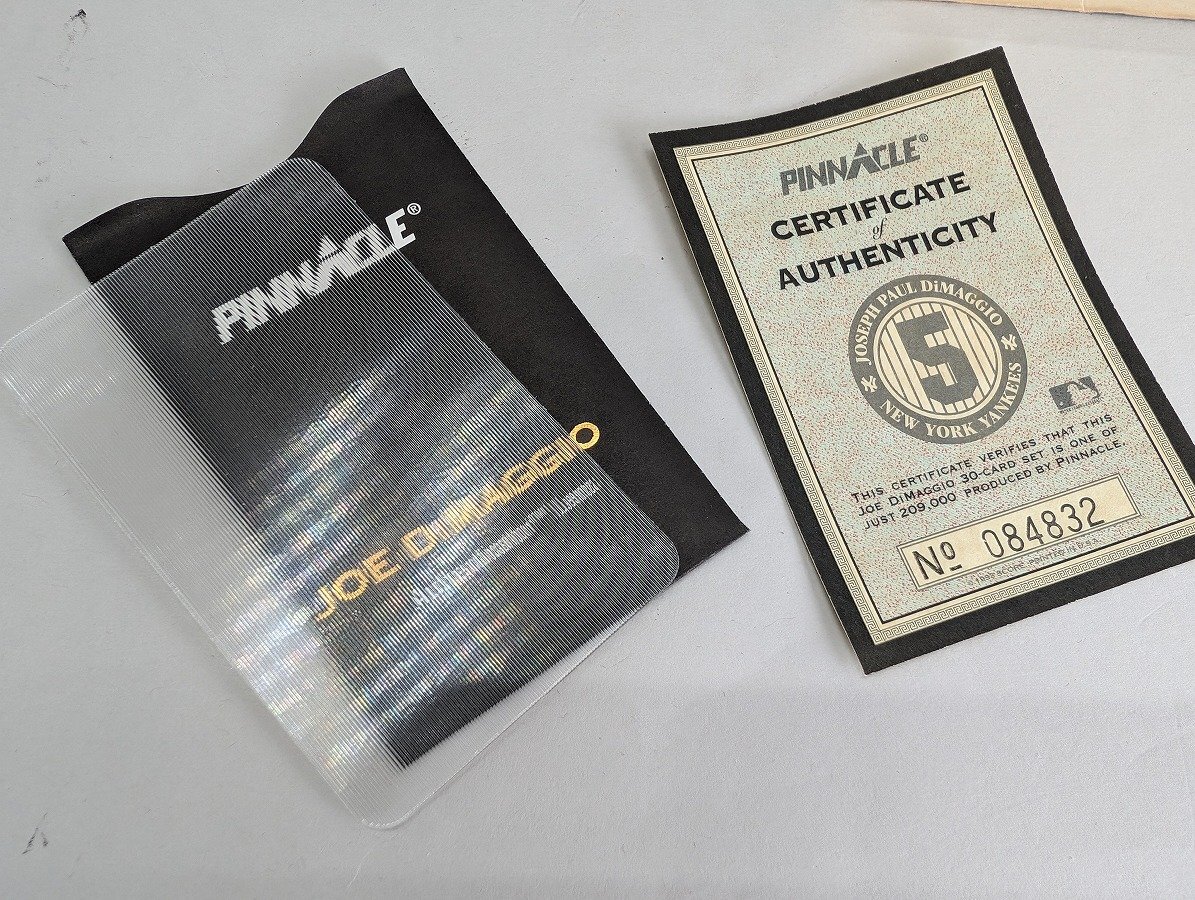 PINNACLE®
JOE DIMAGGIO
PINNACLE®
CERTIFICATE
of
AUTHENTICITY
JOSEPH PAUL DiMAGGIO
5
NEW YORK YANKEES
THIS CERTIFICATE VERIFIES THAT THIS
JOE DIMAGGIO 30-CARD SET IS ONE OF
JUST 209,000 PRODUCED BY PINNACLE.
Nº 084832